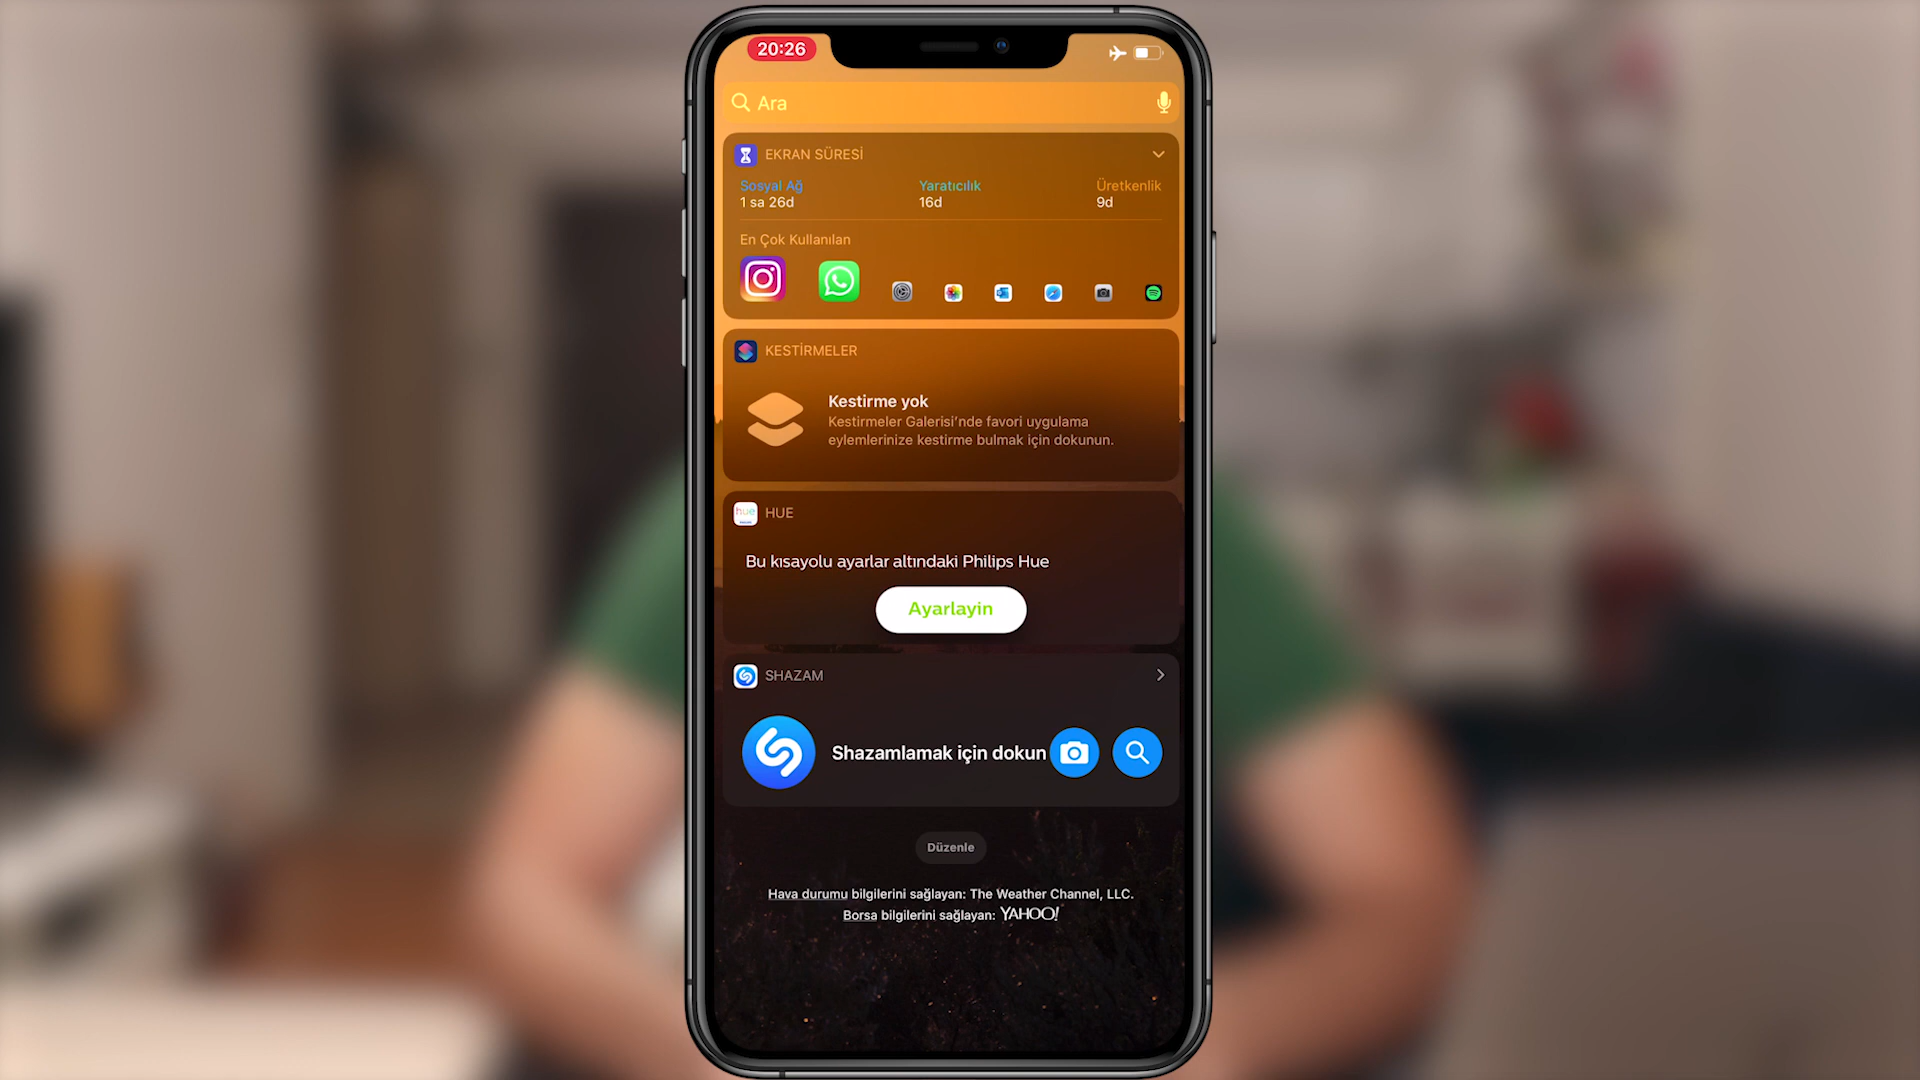 20:26
Ara
EKRAN SÜRESİ
Sosyal Ağ Yaratıcılık Üretkenlik
1 sa 26d 16d 9d
En Çok Kullanılan
KESTİRMELER
Kestirme yok
Kestirmeler Galerisi'nde favori uygulama
eylemlerinize kestirme bulmak için dokunun.
hue HUE
Bu kısayolu ayarlar altındaki Philips Hue
Ayarlayin
SHAZAM
Shazamlamak için dokun
Düzenle
Hava durumu bilgilerini sağlayan: The Weather Channel, LLC.
Borsa bilgilerini sağlayan: YAHOO!